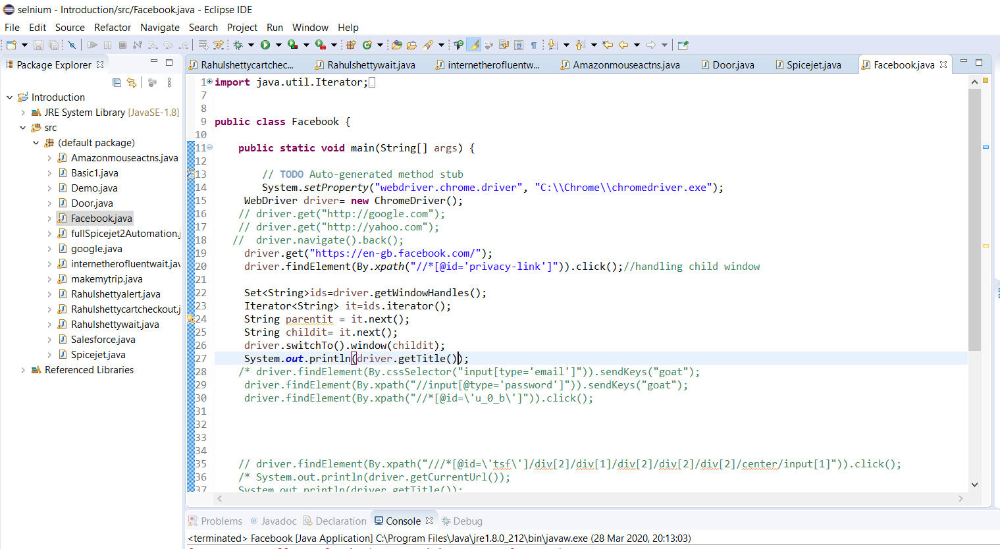 selnium - Introduction/src/Facebook.java - Eclipse IDE
File Edit Source Refactor Navigate Search Project Run Window Help
Package Explorer
Introduction
JRE System Library [JavaSE-1.8]
src
(default package)
Amazonmouseactns.java
Basic1.java
Demo.java
Door.java
Facebook.java
fullSpicejet2Automation.j
google.java
internetherofluentwait.jav
makemytrip.java
Rahulshettyalert.java
Rahulshettycartcheckout.j
Rahulshettywait.java
Salesforce.java
Spicejet.java
Referenced Libraries
Rahulshettycartchec... Rahulshettywait.java internetherofluentw... Amazonmouseactns.java Door.java Spicejet.java Facebook.java
1 import java.util.Iterator;
7
8
9 public class Facebook {
10
11 public static void main(String[] args) {
12
13 // TODO Auto-generated method stub
14 System.setProperty("webdriver.chrome.driver", "C:\\Chrome\\chromedriver.exe");
15 WebDriver driver= new ChromeDriver();
16 // driver.get("http://google.com");
17 // driver.get("http://yahoo.com");
18 // driver.navigate().back();
19 driver.get("https://en-gb.facebook.com/");
20 driver.findElement(By.xpath("//*[@id='privacy-link']")).click();//handling child window
21
22 Set<String>ids=driver.getWindowHandles();
23 Iterator<String> it=ids.iterator();
24 String parentit = it.next();
25 String childit= it.next();
26 driver.switchTo().window(childit);
27 System.out.println(driver.getTitle());
28 /* driver.findElement(By.cssSelector("input[type='email']")).sendKeys("goat");
29 driver.findElement(By.xpath("//input[@type='password']")).sendKeys("goat");
30 driver.findElement(By.xpath("//*[@id=\'u_0_b\']")).click();
31
32
33
34
35 // driver.findElement(By.xpath("///*[@id=\'tsf\']/div[2]/div[1]/div[2]/div[2]/div[2]/center/input[1]")).click();
36 /* System.out.println(driver.getCurrentUrl());
37 System.out.println(driver.getTitle());
Problems @ Javadoc Declaration Console Debug
<terminated> Facebook [Java Application] C:\Program Files\Java\jre1.8.0_212\bin\javaw.exe (28 Mar 2020, 20:13:03)